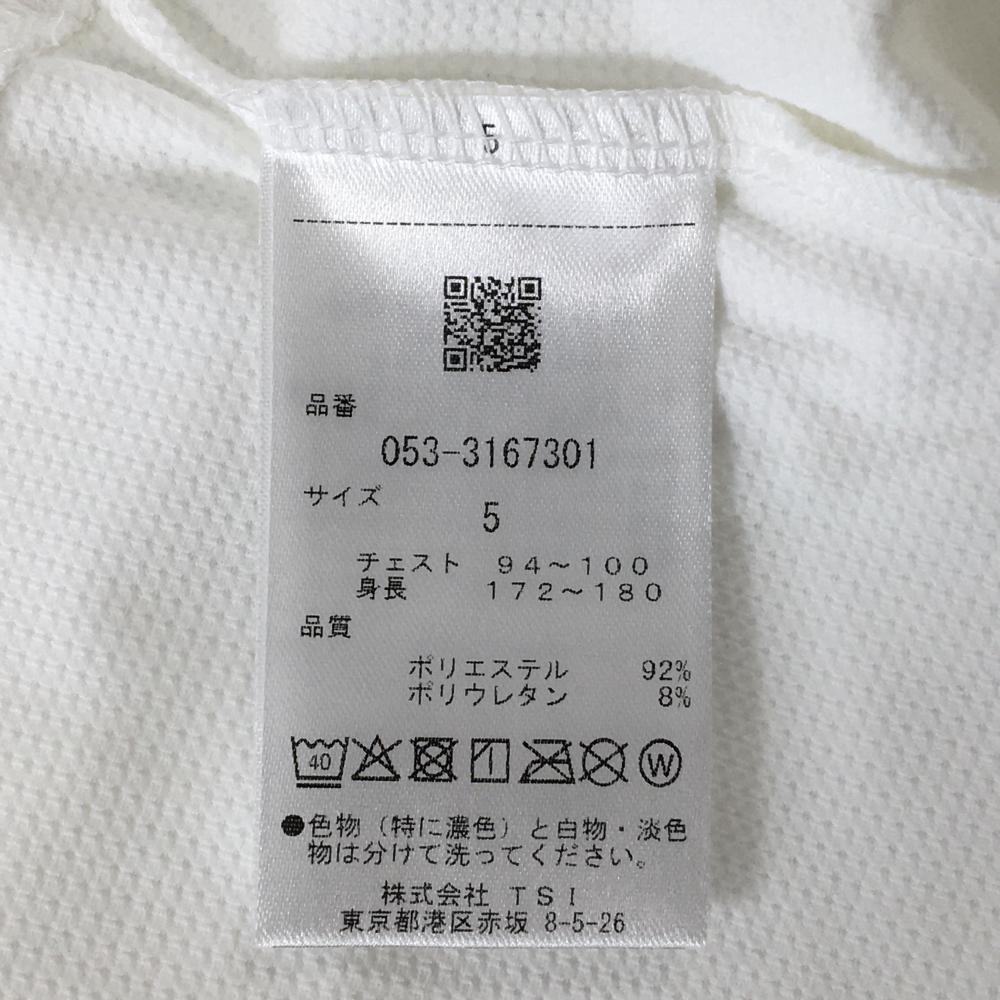 5
品番
053-3167301
サイズ
5
チェスト 94～100
身長 172～180
品質
ポリエステル 92%
ポリウレタン 8%
40 W
●色物（特に濃色）と白物・淡色
物は分けて洗ってください。
株式会社 TSI
東京都港区赤坂 8-5-26